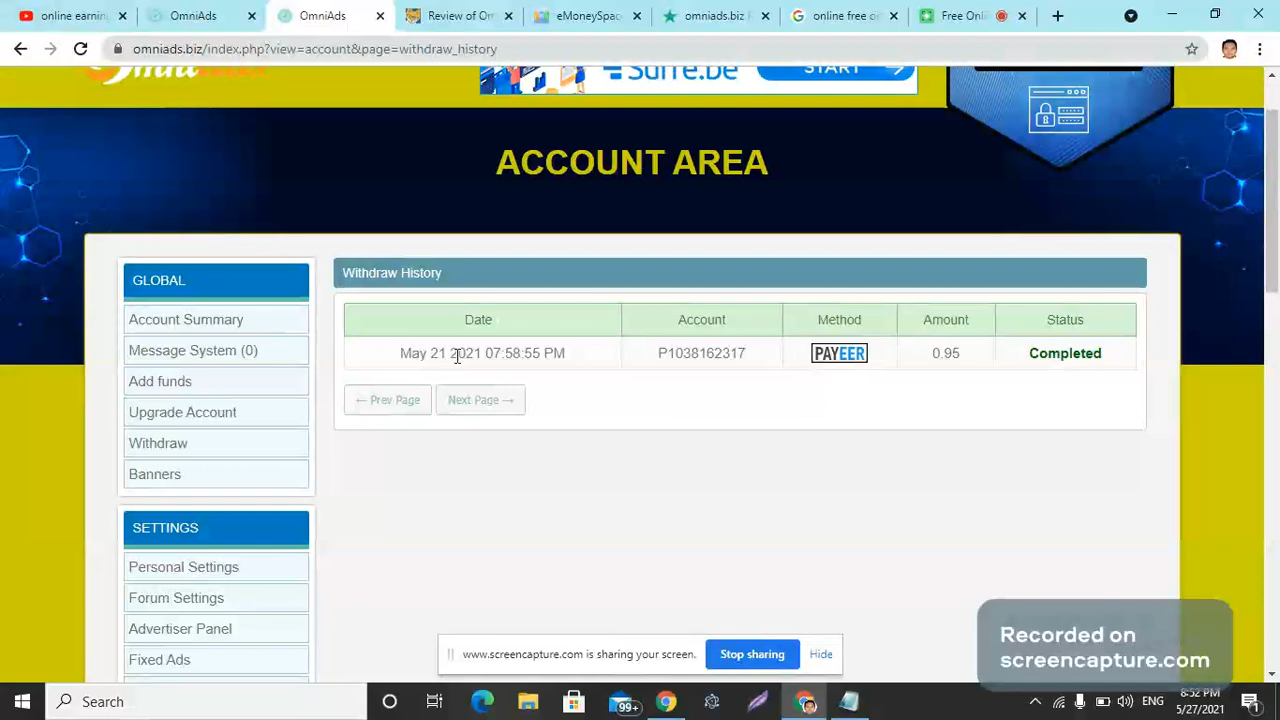 online earnin
OmniAds
OmniAds
Review of Om
eMoneySpac
omniads.biz R
online free or
Free Onli
omniads.biz/index.php?view=account&page=withdraw_history
Surfe.be
START
ACCOUNT AREA
GLOBAL
Account Summary
Message System (0)
Add funds
Upgrade Account
Withdraw
Banners
SETTINGS
Personal Settings
Forum Settings
Advertiser Panel
Fixed Ads
Withdraw History
Date Account Method Amount Status
May 21 2021 07:58:55 PM P1038162317 PAYEER 0.95 Completed
← Prev Page Next Page →
Recorded on
screencapture.com
www.screencapture.com is sharing your screen. Stop sharing Hide
Search
99+
ENG
8:52 PM
5/27/2021